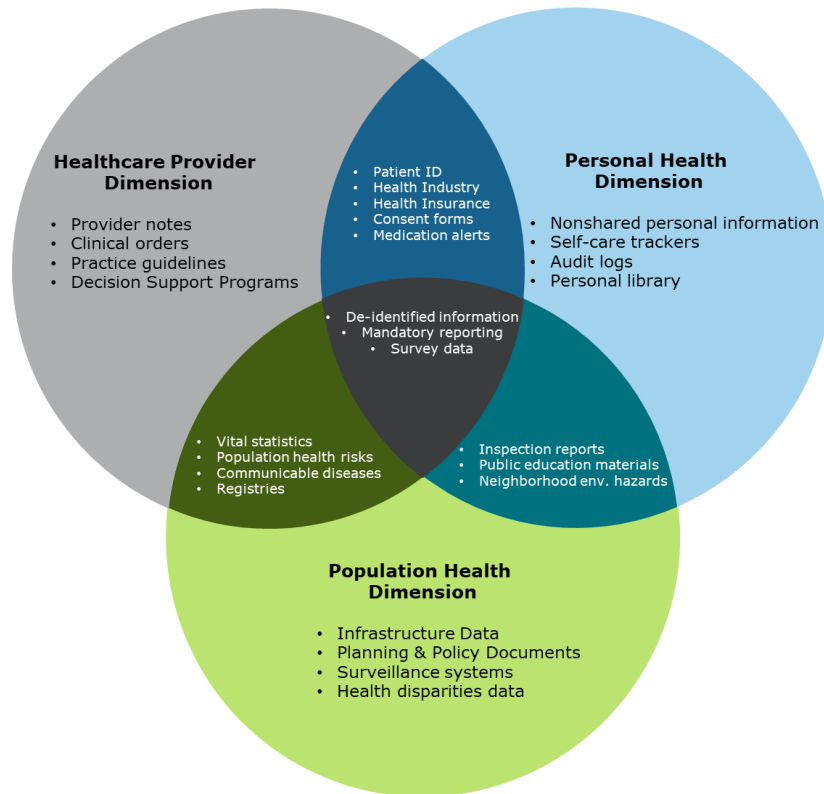 Healthcare Provider
Dimension
• Provider notes
• Clinical orders
• Practice guidelines
• Decision Support Programs
• Patient ID
• Health Industry
• Health Insurance
• Consent forms
• Medication alerts
Personal Health
Dimension
• Nonshared personal information
• Self-care trackers
• Audit logs
• Personal library
• De-identified information
• Mandatory reporting
• Survey data
• Vital statistics
• Population health risks
• Communicable diseases
• Registries
• Inspection reports
• Public education materials
• Neighborhood env. hazards
Population Health
Dimension
• Infrastructure Data
• Planning & Policy Documents
• Surveillance systems
• Health disparities data